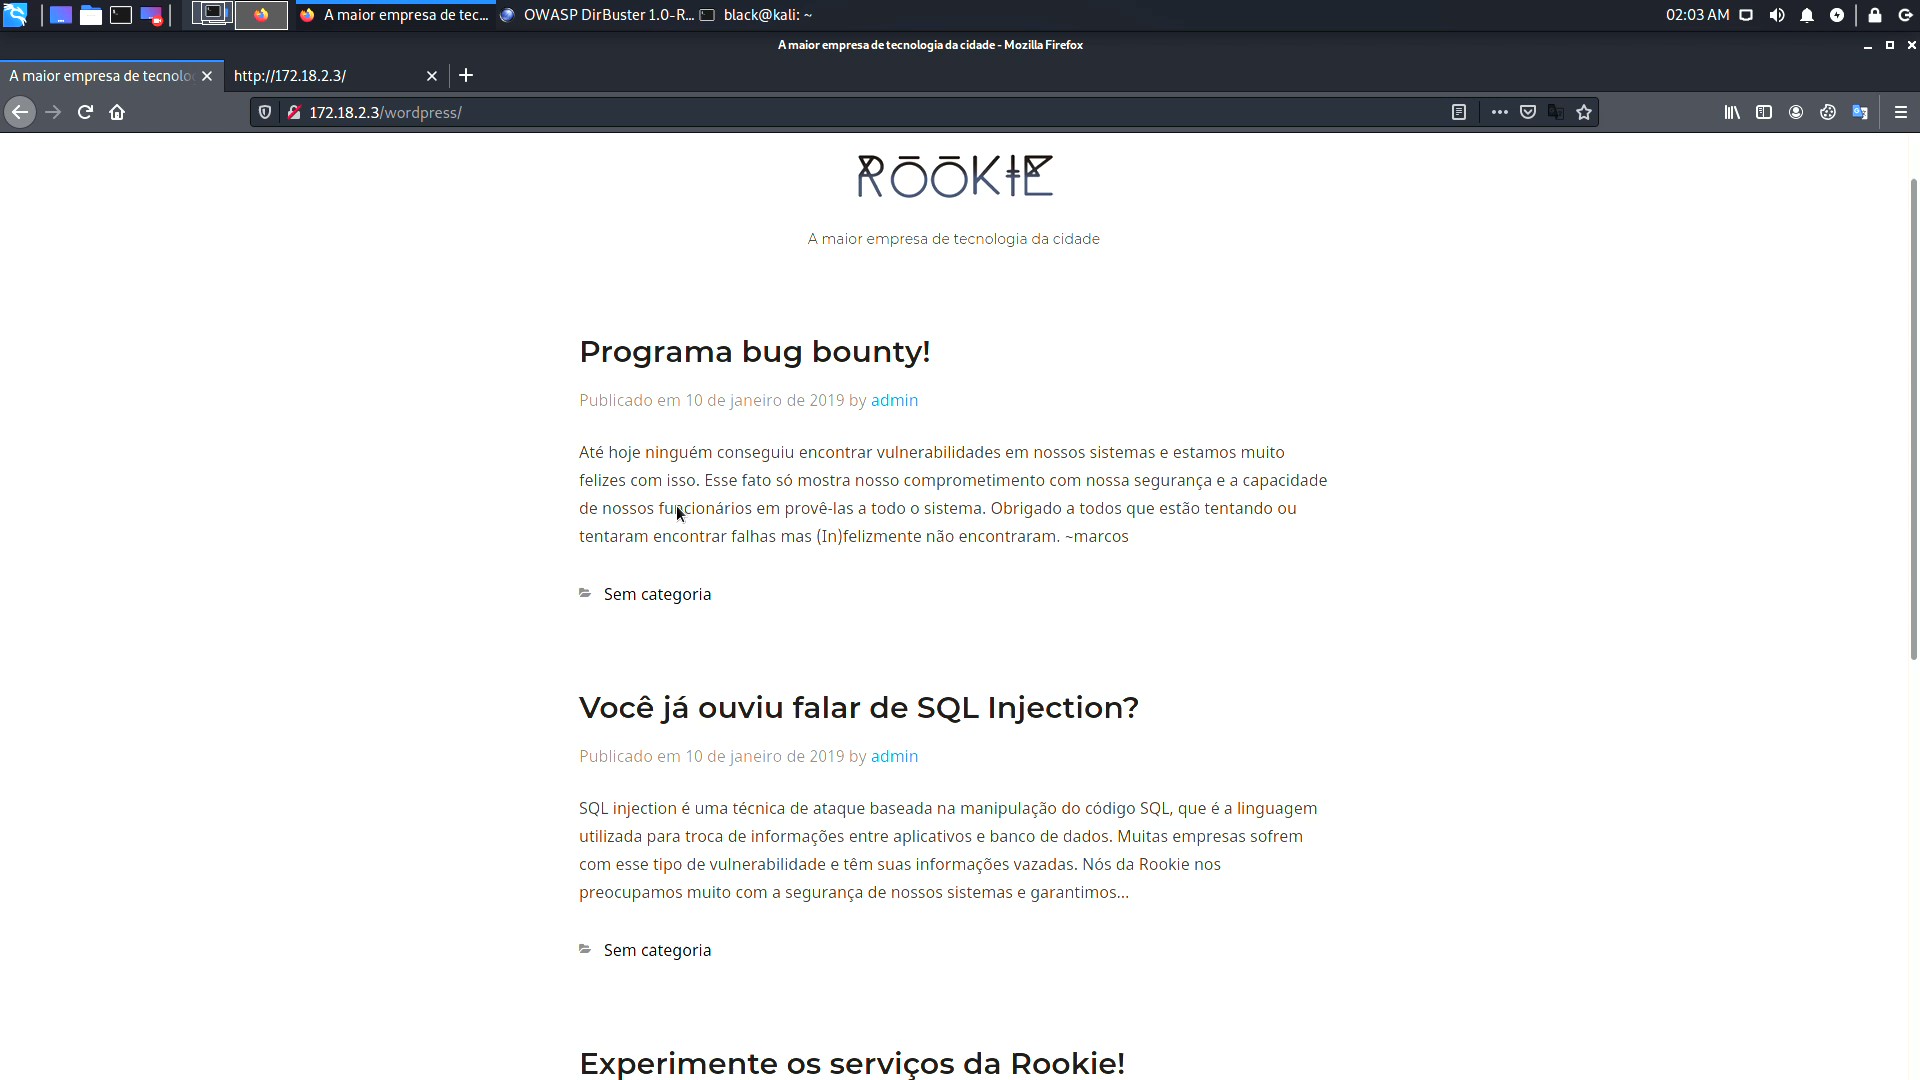 A maior empresa de tec...
OWASP DirBuster 1.0-R...
black@kali: ~
02:03 AM
A maior empresa de tecnologia da cidade - Mozilla Firefox
A maior empresa de tecnolo
http://172.18.2.3/
172.18.2.3/wordpress/
ROOKIE
A maior empresa de tecnologia da cidade
Programa bug bounty!
Publicado em 10 de janeiro de 2019 by admin
Até hoje ninguém conseguiu encontrar vulnerabilidades em nossos sistemas e estamos muito
felizes com isso. Esse fato só mostra nosso comprometimento com nossa segurança e a capacidade
de nossos funcionários em provê-las a todo o sistema. Obrigado a todos que estão tentando ou
tentaram encontrar falhas mas (In)felizmente não encontraram. ~marcos
Sem categoria
Você já ouviu falar de SQL Injection?
Publicado em 10 de janeiro de 2019 by admin
SQL injection é uma técnica de ataque baseada na manipulação do código SQL, que é a linguagem
utilizada para troca de informações entre aplicativos e banco de dados. Muitas empresas sofrem
com esse tipo de vulnerabilidade e têm suas informações vazadas. Nós da Rookie nos
preocupamos muito com a segurança de nossos sistemas e garantimos...
Sem categoria
Experimente os serviços da Rookie!